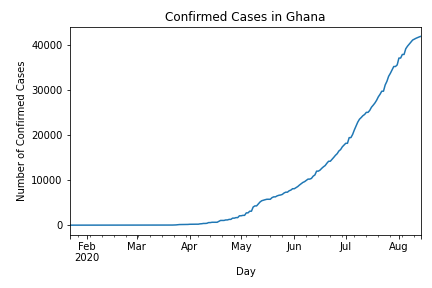 Confirmed Cases in Ghana
Number of Confirmed Cases
40000
30000
20000
10000
0
Feb Mar Apr May Jun Jul Aug
2020
Day